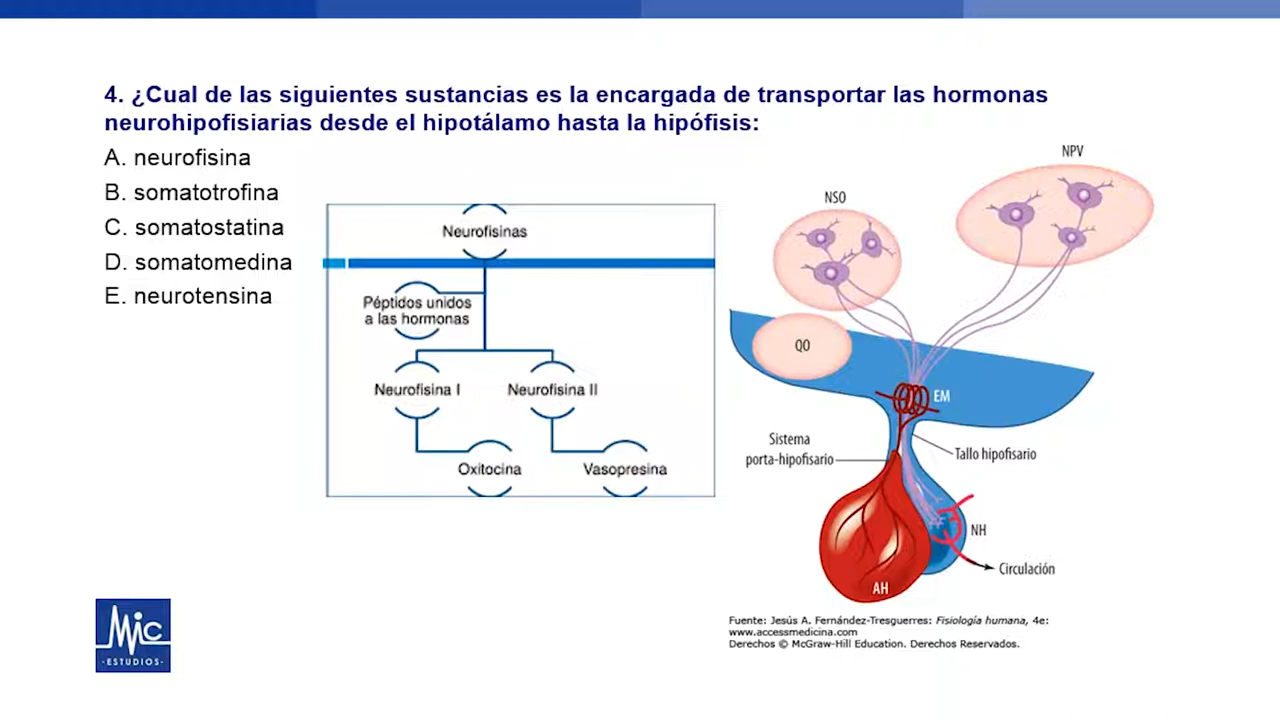 4. ¿Cual de las siguientes sustancias es la encargada de transportar las hormonas
neurohipofisiarias desde el hipotálamo hasta la hipófisis:
A. neurofisina
B. somatotrofina
C. somatostatina
D. somatomedina
E. neurotensina
Neurofisinas
Péptidos unidos
a las hormonas
Neurofisina I
Neurofisina II
Oxitocina
Vasopresina
NSO
NPV
QO
EM
Sistema
porta-hipofisario
Tallo hipofisario
NH
AH
Circulación
Fuente: Jesús A. Fernández-Tresguerres: Fisiología humana, 4e:
www.accessmedicina.com
Derechos © McGraw-Hill Education. Derechos Reservados.
Mic
·ESTUDIOS·